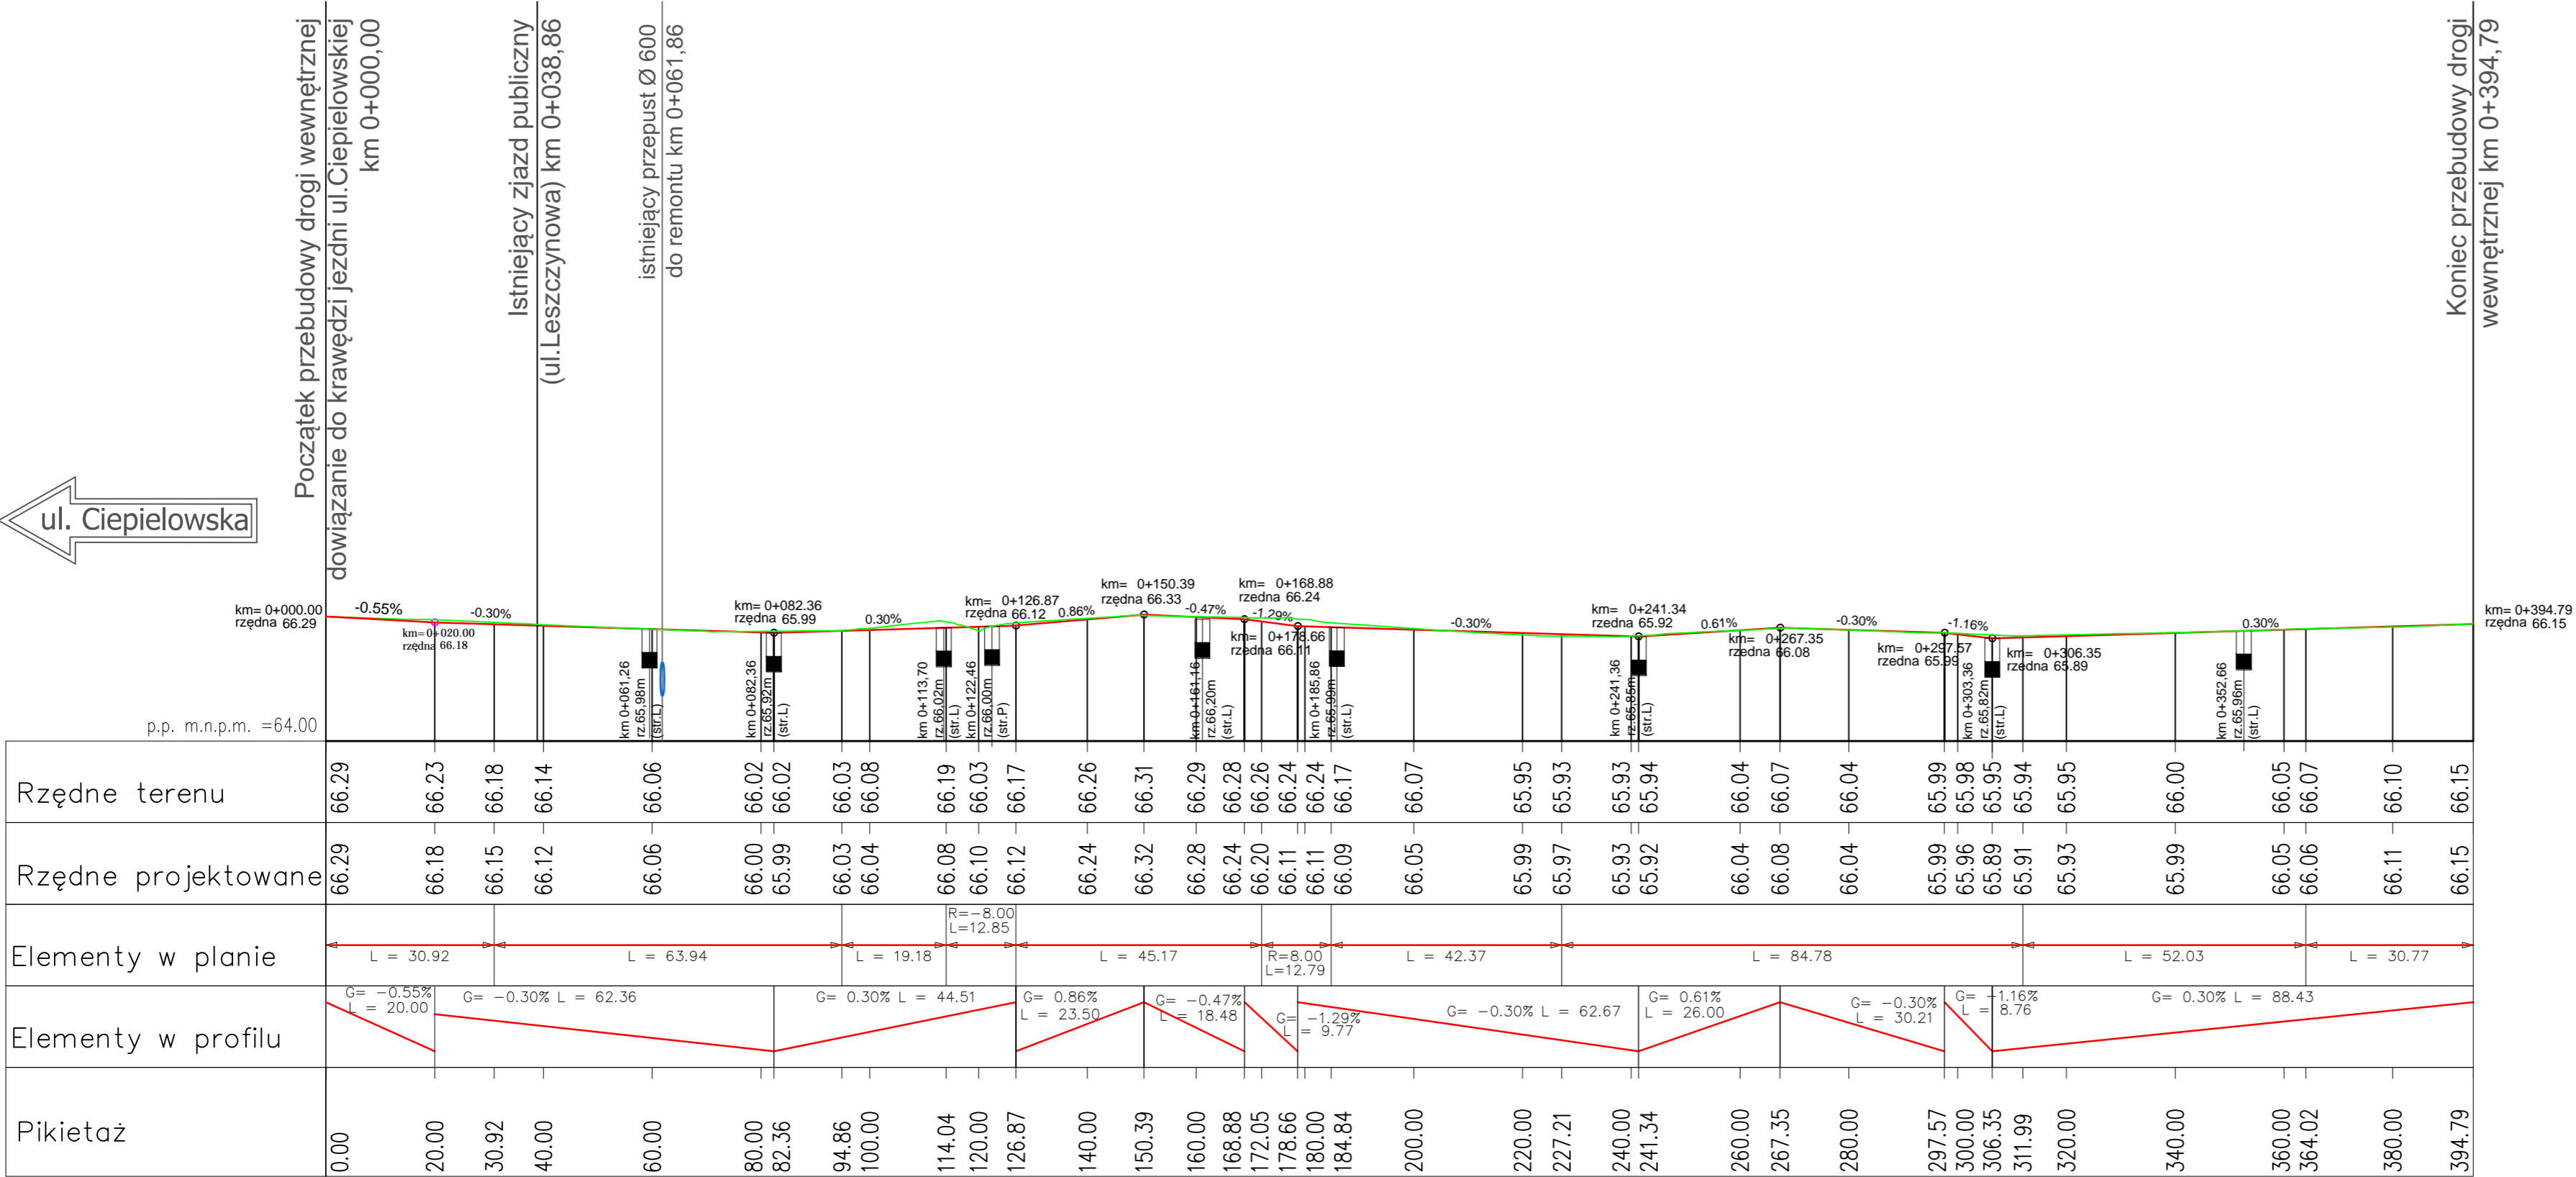 Początek przebudowy drogi wewnętrznej
dowiązanie do krawędzi jezdni ul.Ciepielowskiej
km 0+000,00
Istniejący zjazd publiczny
(ul.Leszczynowa) km 0+038,86
istniejący przepust Ø 600
do remontu km 0+061,86
Koniec przebudowy drogi
wewnętrznej km 0+394,79
ul. Ciepielowska
km= 0+000.00
rzędna 66.29
-0.55%
km= 0+020.00
rzędna 66.18
-0.30%
km= 0+082.36
rzędna 65.99
0.30%
km= 0+126.87
rzędna 66.12
0.86%
km= 0+150.39
rzędna 66.33
-0.47%
km= 0+168.88
rzedna 66.24
-1.29%
km= 0+178.66
rzędna 66.11
-0.30%
km= 0+241.34
rzędna 65.92
0.61%
km= 0+267.35
rzędna 66.08
-0.30%
km= 0+297.57
rzędna 65.99
-1.16%
km= 0+306.35
rzędna 65.89
0.30%
km= 0+394.79
rzędna 66.15
km 0+061,26
rz.65,98m
(str.L)
km 0+082,36
rz.65,92m
(str.L)
km 0+113,70
rz.66,02m
(str.L)
km 0+122,46
rz.66,00m
(str.P)
km 0+161,16
rz.66,20m
(str.L)
km 0+185,86
rz.65,99m
(str.L)
km 0+241,36
rz.65,85m
(str.L)
km 0+303,36
rz.65,82m
(str.L)
km 0+352,66
rz.65,96m
(str.L)
p.p. m.n.p.m. =64.00
Rzędne terenu
66.29 66.23 66.18 66.14 66.06 66.02 66.02 66.03 66.08 66.19 66.03 66.17 66.26 66.31 66.29 66.28 66.26 66.24 66.24 66.17 66.07 65.95 65.93 65.93 65.94 66.04 66.07 66.04 65.99 65.98 65.95 65.94 65.95 66.00 66.05 66.07 66.10 66.15
Rzędne projektowane
66.29 66.18 66.15 66.12 66.06 66.00 65.99 66.03 66.04 66.08 66.10 66.12 66.24 66.32 66.28 66.24 66.20 66.11 66.11 66.09 66.05 65.99 65.97 65.93 65.92 66.04 66.08 66.04 65.99 65.96 65.89 65.91 65.93 65.99 66.05 66.06 66.11 66.15
Elementy w planie
L = 30.92
L = 63.94
L = 19.18
R=-8.00
L=12.85
L = 45.17
R=8.00
L=12.79
L = 42.37
L = 84.78
L = 52.03
L = 30.77
Elementy w profilu
G= -0.55%
L = 20.00
G= -0.30% L = 62.36
G= 0.30% L = 44.51
G= 0.86%
L = 23.50
G= -0.47%
L = 18.48
G= -1.29%
L = 9.77
G= -0.30% L = 62.67
G= 0.61%
L = 26.00
G= -0.30%
L = 30.21
G= -1.16%
L = 8.76
G= 0.30% L = 88.43
Pikietaż
0.00 20.00 30.92 40.00 60.00 80.00 82.36 94.86 100.00 114.04 120.00 126.87 140.00 150.39 160.00 168.88 172.05 178.66 180.00 184.84 200.00 220.00 227.21 240.00 241.34 260.00 267.35 280.00 297.57 300.00 306.35 311.99 320.00 340.00 360.00 364.02 380.00 394.79